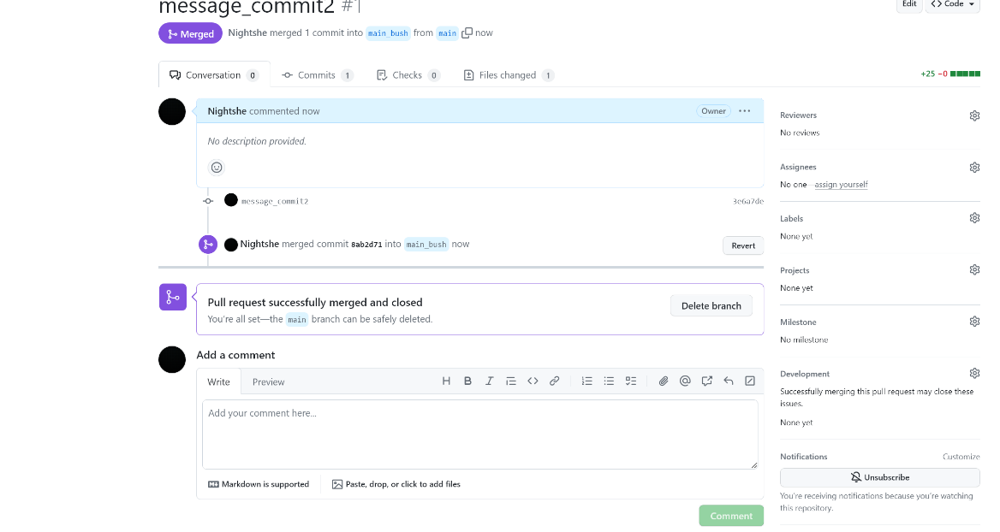 message_commit2 #1
Edit
Code
Merged
Nightshe merged 1 commit into main_bush from main now
Conversation 0
Commits 1
Checks 0
Files changed 1
+25 −0
Nightshe commented now
Owner
No description provided.
message_commit2
3e6a7de
Nightshe merged commit 8ab2d71 into main_bush now
Revert
Pull request successfully merged and closed
You're all set—the main branch can be safely deleted.
Delete branch
Add a comment
Write
Preview
Add your comment here...
Markdown is supported
Paste, drop, or click to add files
Comment
Reviewers
No reviews
Assignees
No one—assign yourself
Labels
None yet
Projects
None yet
Milestone
No milestone
Development
Successfully merging this pull request may close these
issues.
None yet
Notifications
Customize
Unsubscribe
You're receiving notifications because you're watching
this repository.